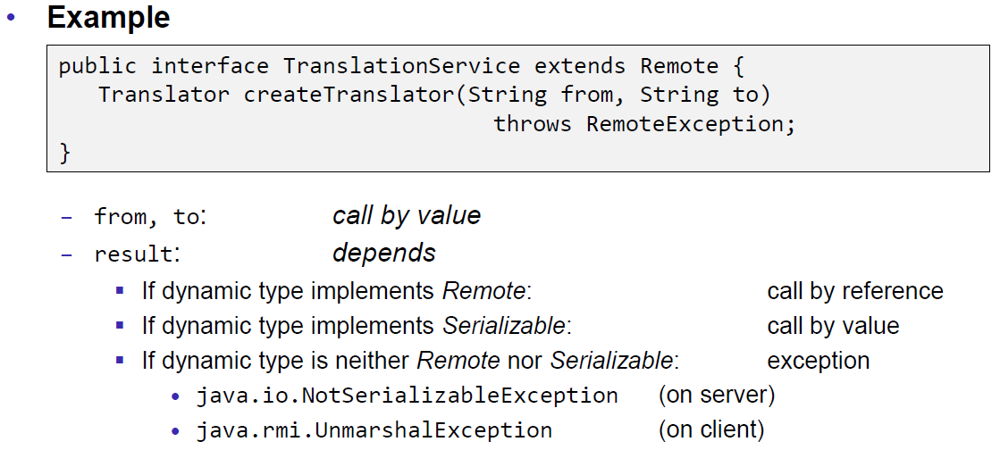 • Example
public interface TranslationService extends Remote {
   Translator createTranslator(String from, String to)
                                throws RemoteException;
}
– from, to: call by value
– result: depends
▪ If dynamic type implements Remote: call by reference
▪ If dynamic type implements Serializable: call by value
▪ If dynamic type is neither Remote nor Serializable: exception
• java.io.NotSerializableException (on server)
• java.rmi.UnmarshalException (on client)